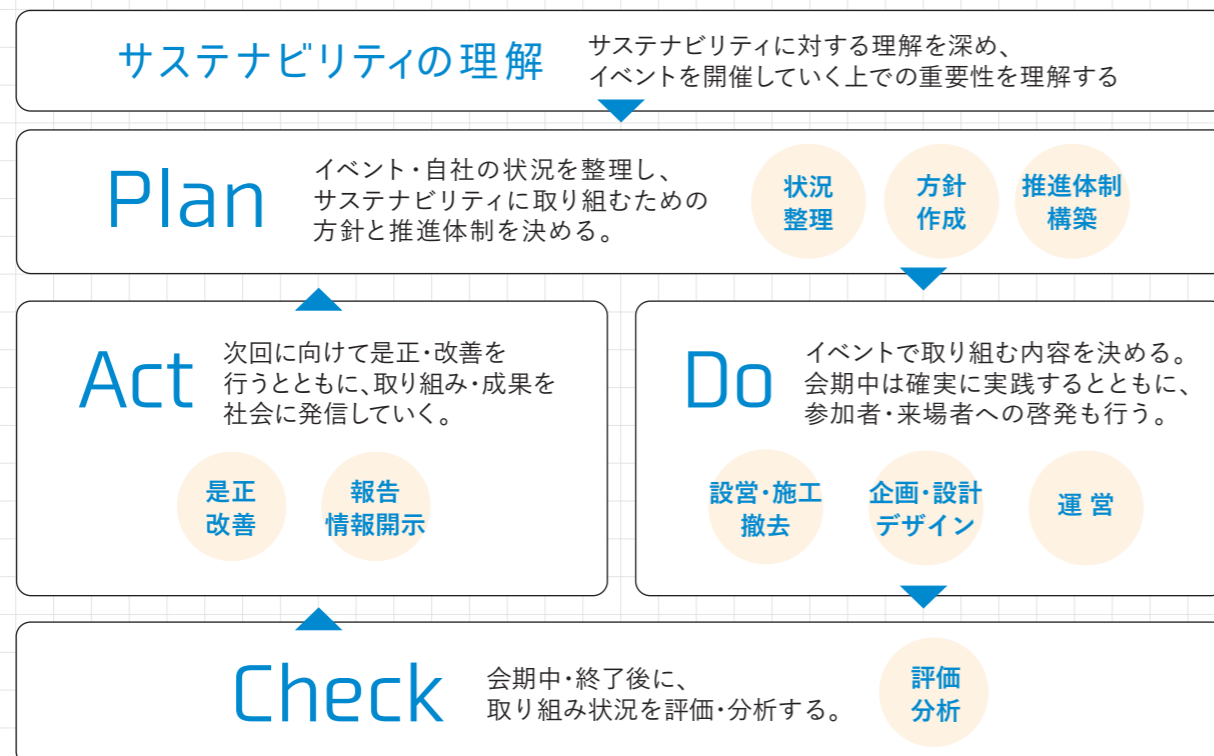 サステナビリティの理解
サステナビリティに対する理解を深め、
イベントを開催していく上での重要性を理解する
Plan
イベント・自社の状況を整理し、
サステナビリティに取り組むための
方針と推進体制を決める。
状況
整理
方針
作成
推進体制
構築
Act
次回に向けて是正・改善を
行うとともに、取り組み・成果を
社会に発信していく。
是正
改善
報告
情報開示
Do
イベントで取り組む内容を決める。
会期中は確実に実践するとともに、
参加者・来場者への啓発も行う。
設営・施工
撤去
企画・設計
デザイン
運営
Check
会期中・終了後に、
取り組み状況を評価・分析する。
評価
分析